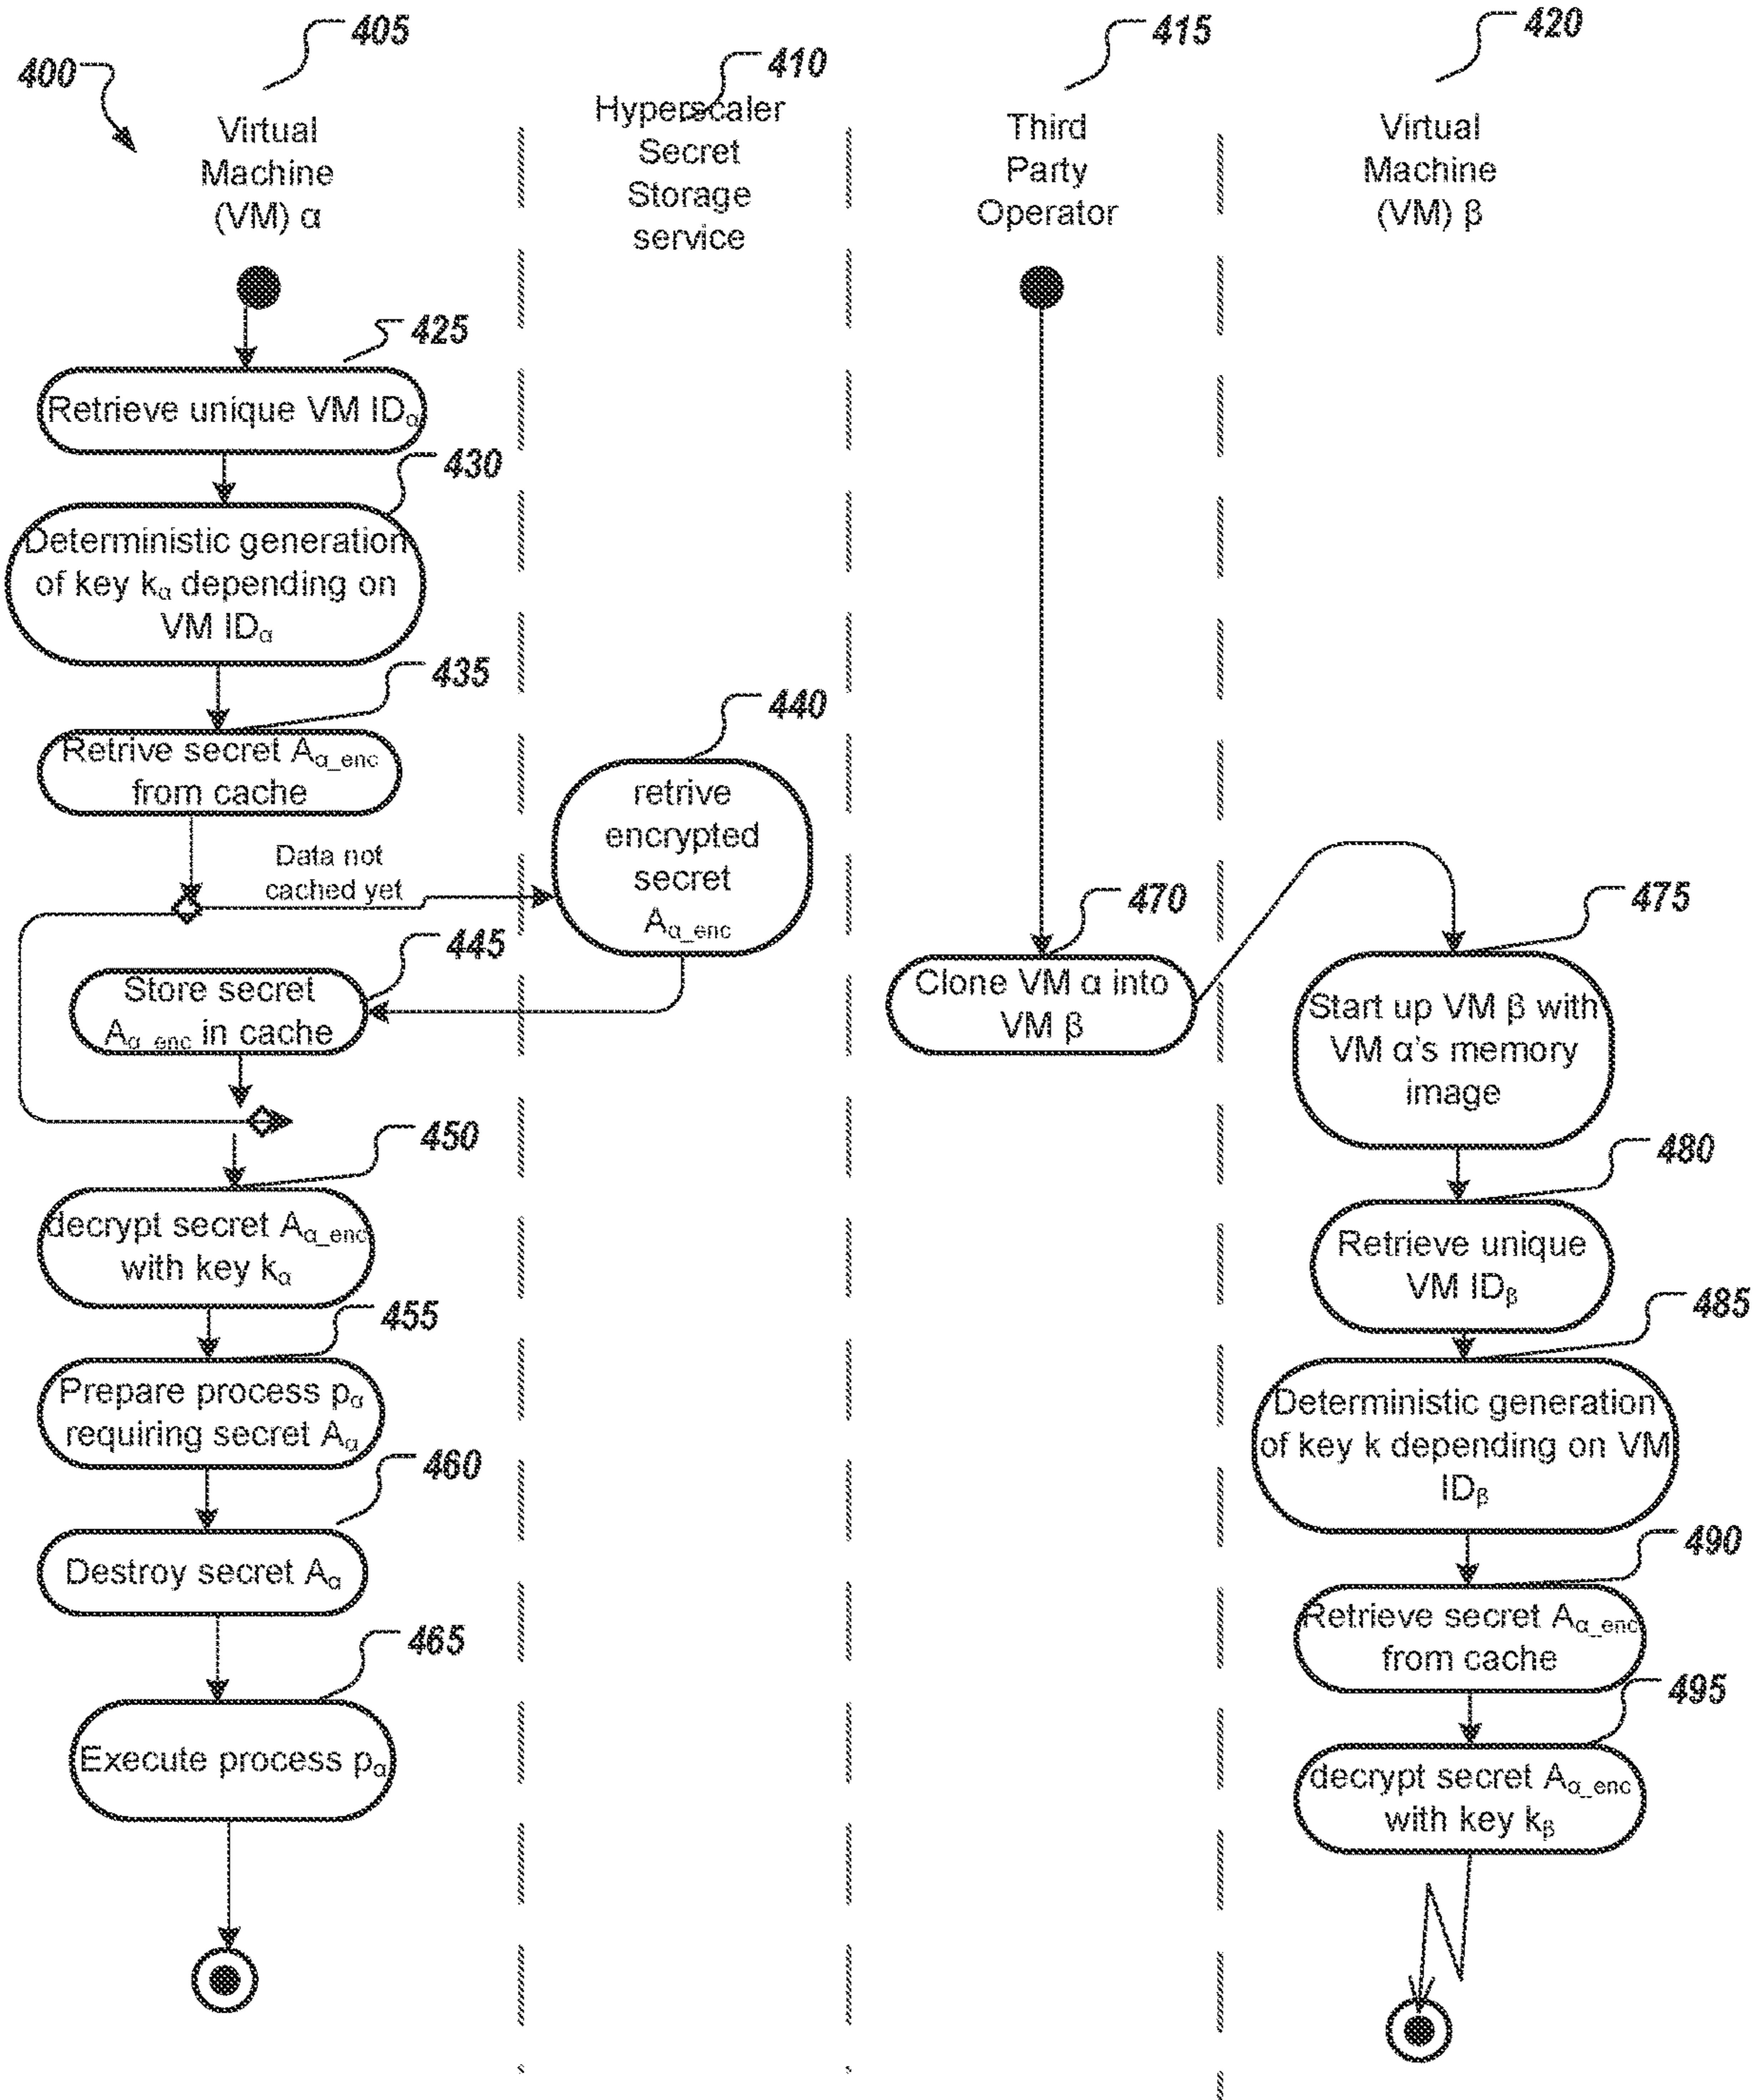 400
405
Virtual
Machine
(VM) α
410
Hyperscaler
Secret
Storage
service
415
Third
Party
Operator
420
Virtual
Machine
(VM) β
425
Retrieve unique VM IDα
430
Deterministic generation
of key kα depending on
VM IDα
435
Retrive secret Aα_enc
from cache
Data not
cached yet
440
retrive
encrypted
secret
Aα_enc
445
Store secret
Aα_enc in cache
450
decrypt secret Aα_enc
with key kα
455
Prepare process pα
requiring secret Aα
460
Destroy secret Aα
465
Execute process pα
470
Clone VM α into
VM β
475
Start up VM β with
VM α's memory
image
480
Retrieve unique
VM IDβ
485
Deterministic generation
of key k depending on VM
IDβ
490
Retrieve secret Aα_enc
from cache
495
decrypt secret Aα_enc
with key kβ